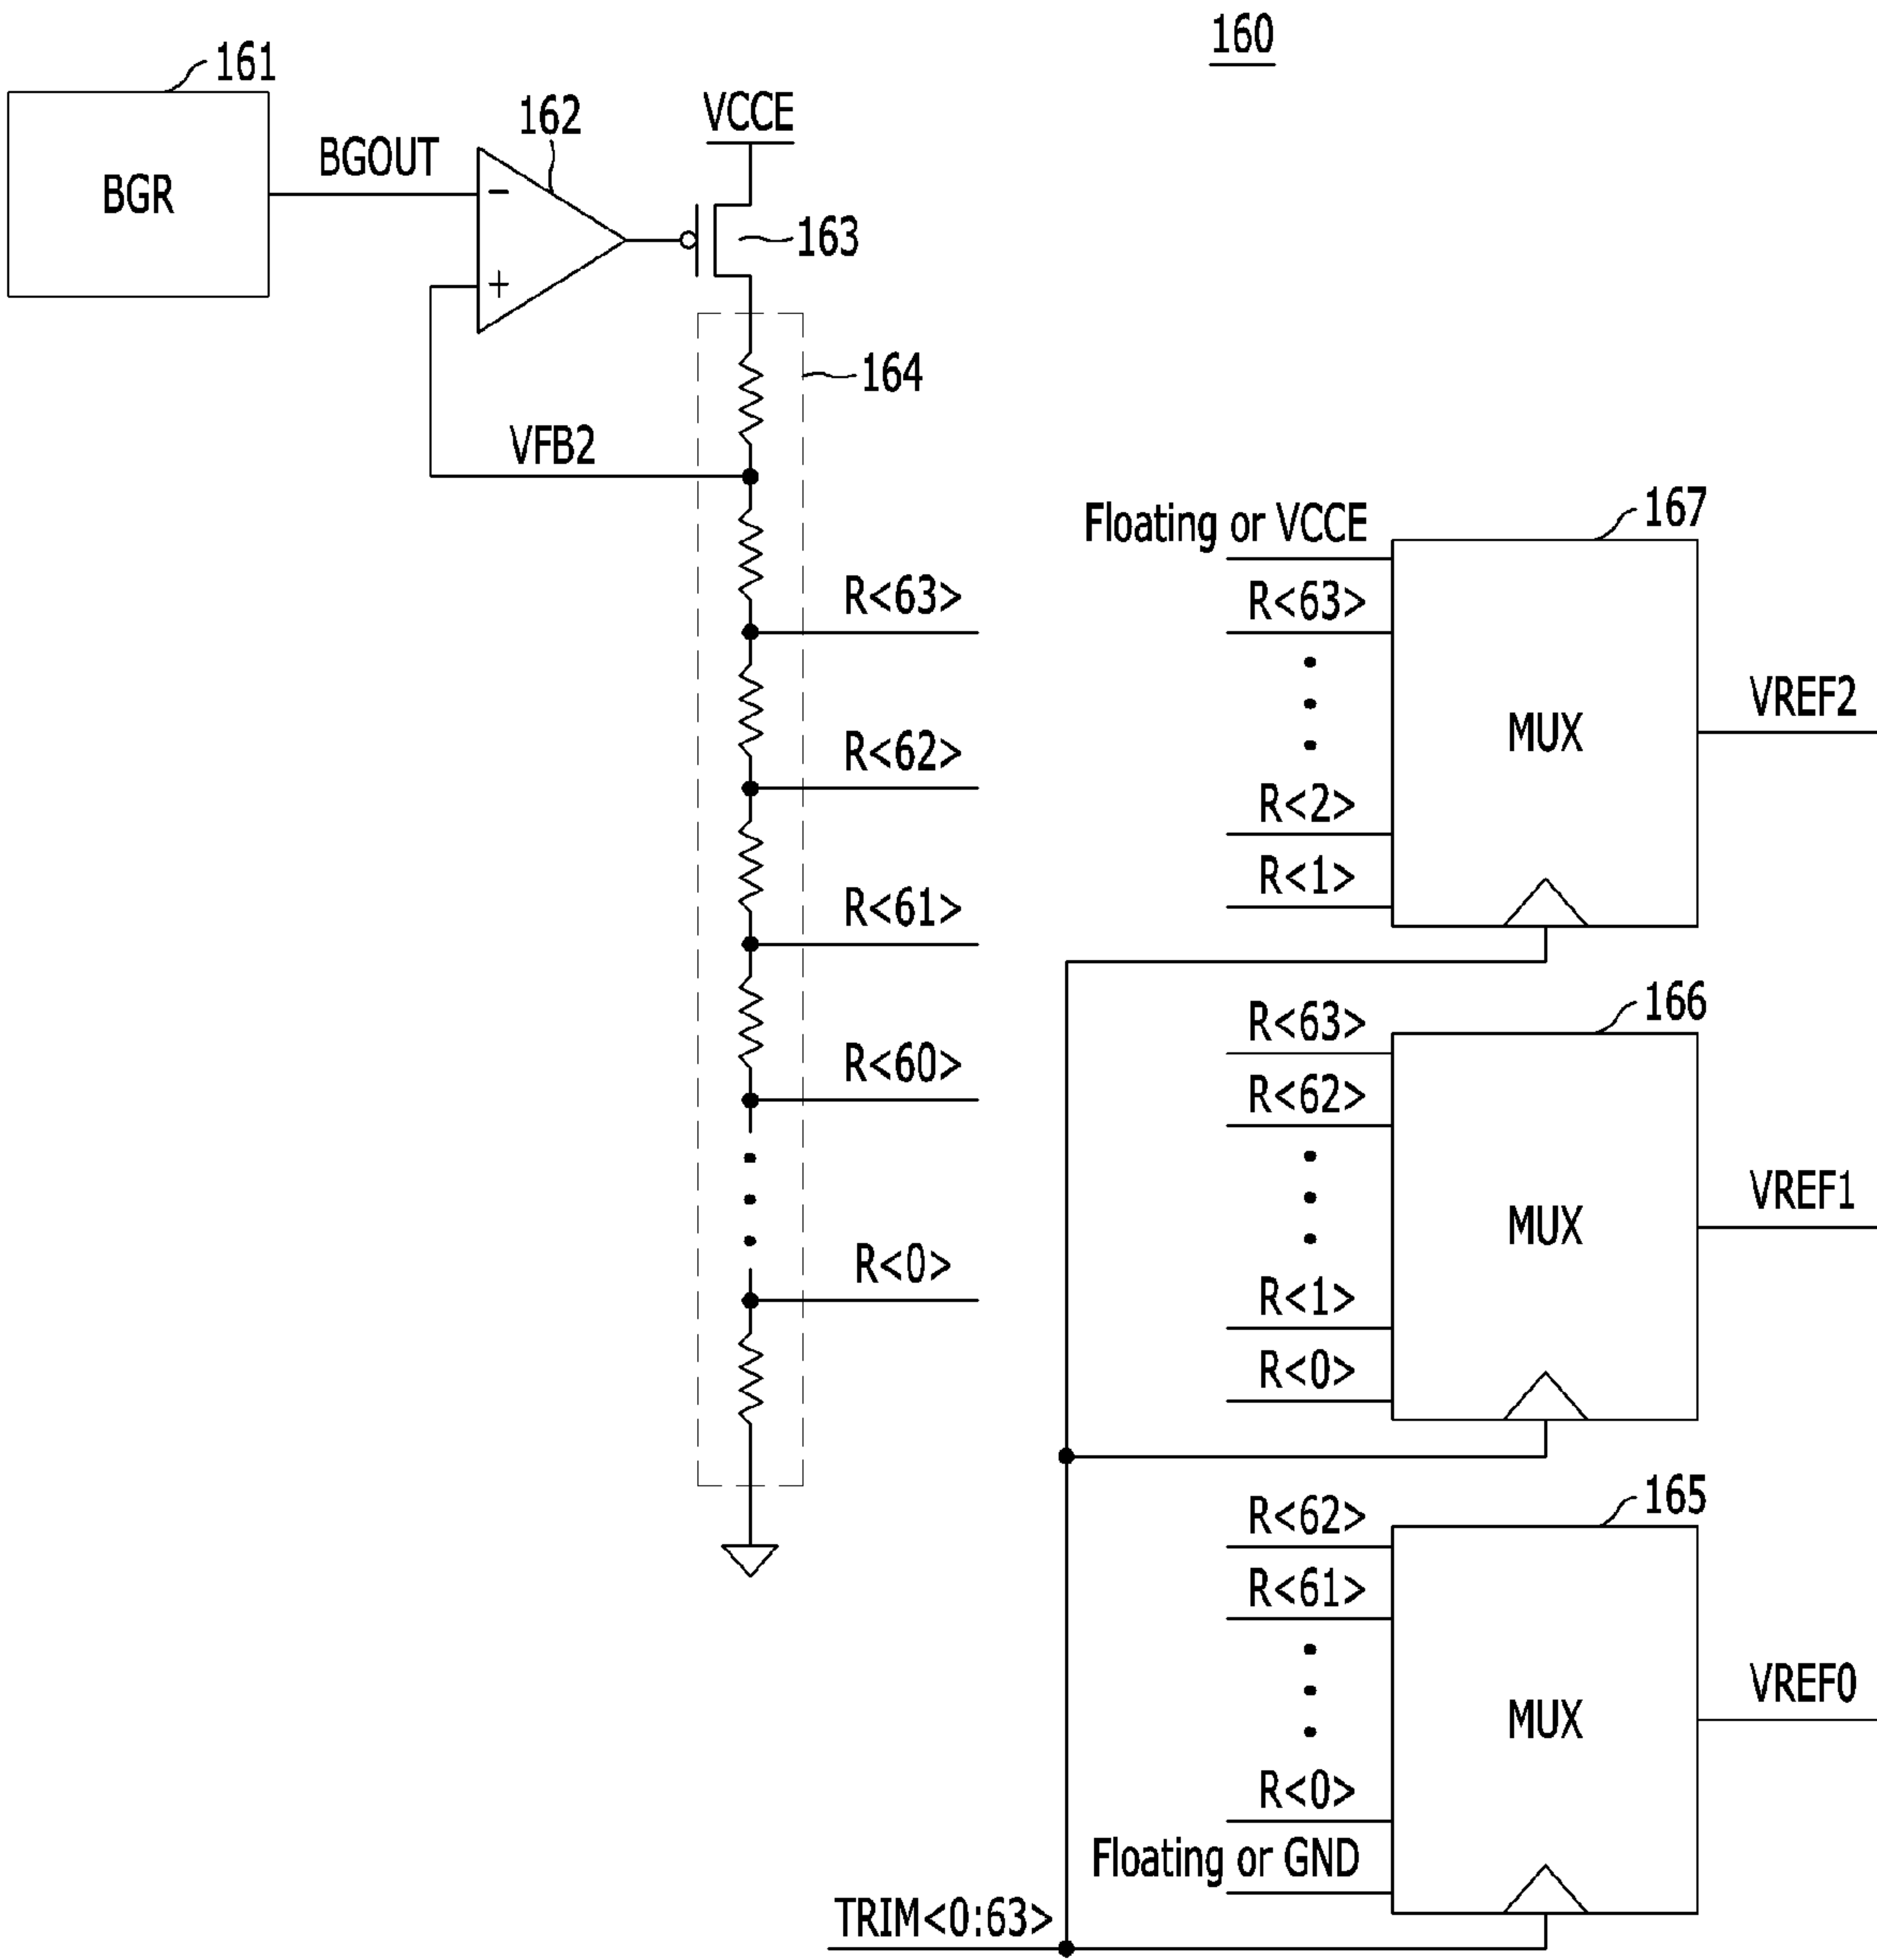 160
161
BGR
BGOUT
162
-
+
VCCE
163
164
VFB2
R<63>
R<62>
R<61>
R<60>
R<0>
Floating or VCCE
R<63>
R<2>
R<1>
167
MUX
VREF2
R<63>
R<62>
R<1>
R<0>
166
MUX
VREF1
R<62>
R<61>
R<0>
Floating or GND
165
MUX
VREF0
TRIM<0:63>